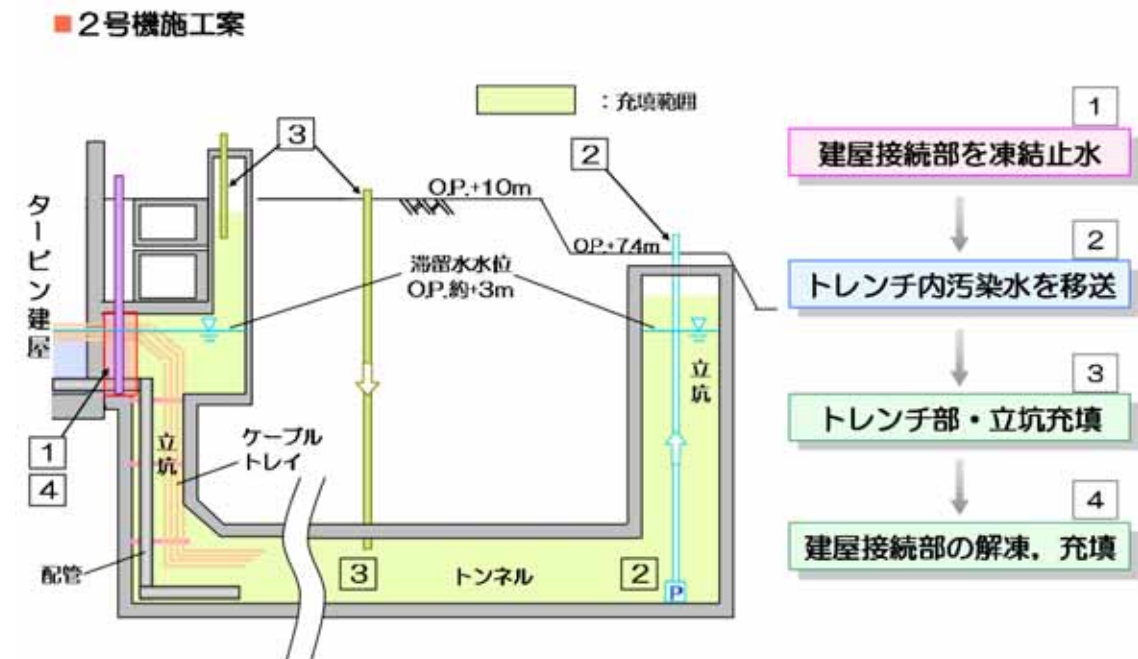 ■2号機施工案
：充填範囲
3
2
O.P.+10m
O.P.+7.4m
タービン建屋
滞留水水位
O.P.約+3m
立坑
立坑
ケーブル
トレイ
1
4
配管
3
トンネル
2
P
1
建屋接続部を凍結止水
2
トレンチ内汚染水を移送
3
トレンチ部・立坑充填
4
建屋接続部の解凍，充填